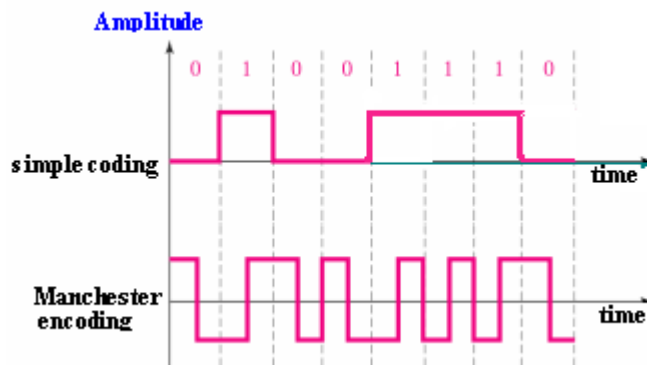 Amplitude
0 1 0 0 1 1 1 0
simple coding
time
Manchester
encoding
time